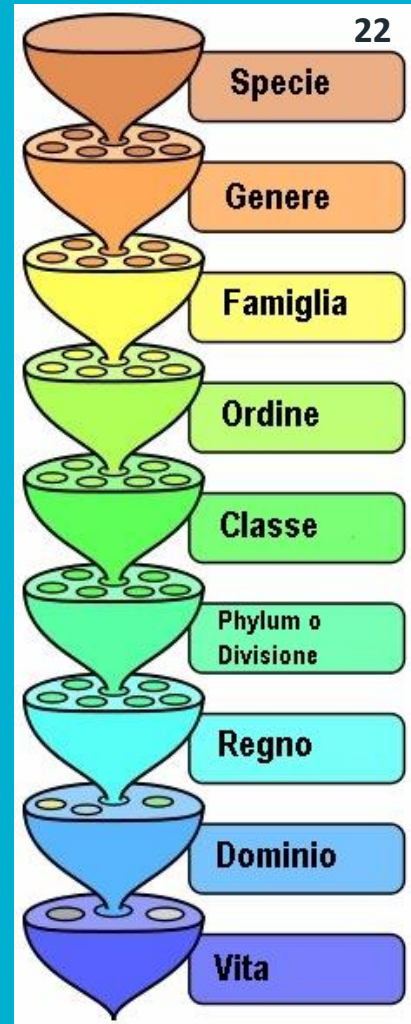 22
Specie
Genere
Famiglia
Ordine
Classe
Phylum o
Divisione
Regno
Dominio
Vita